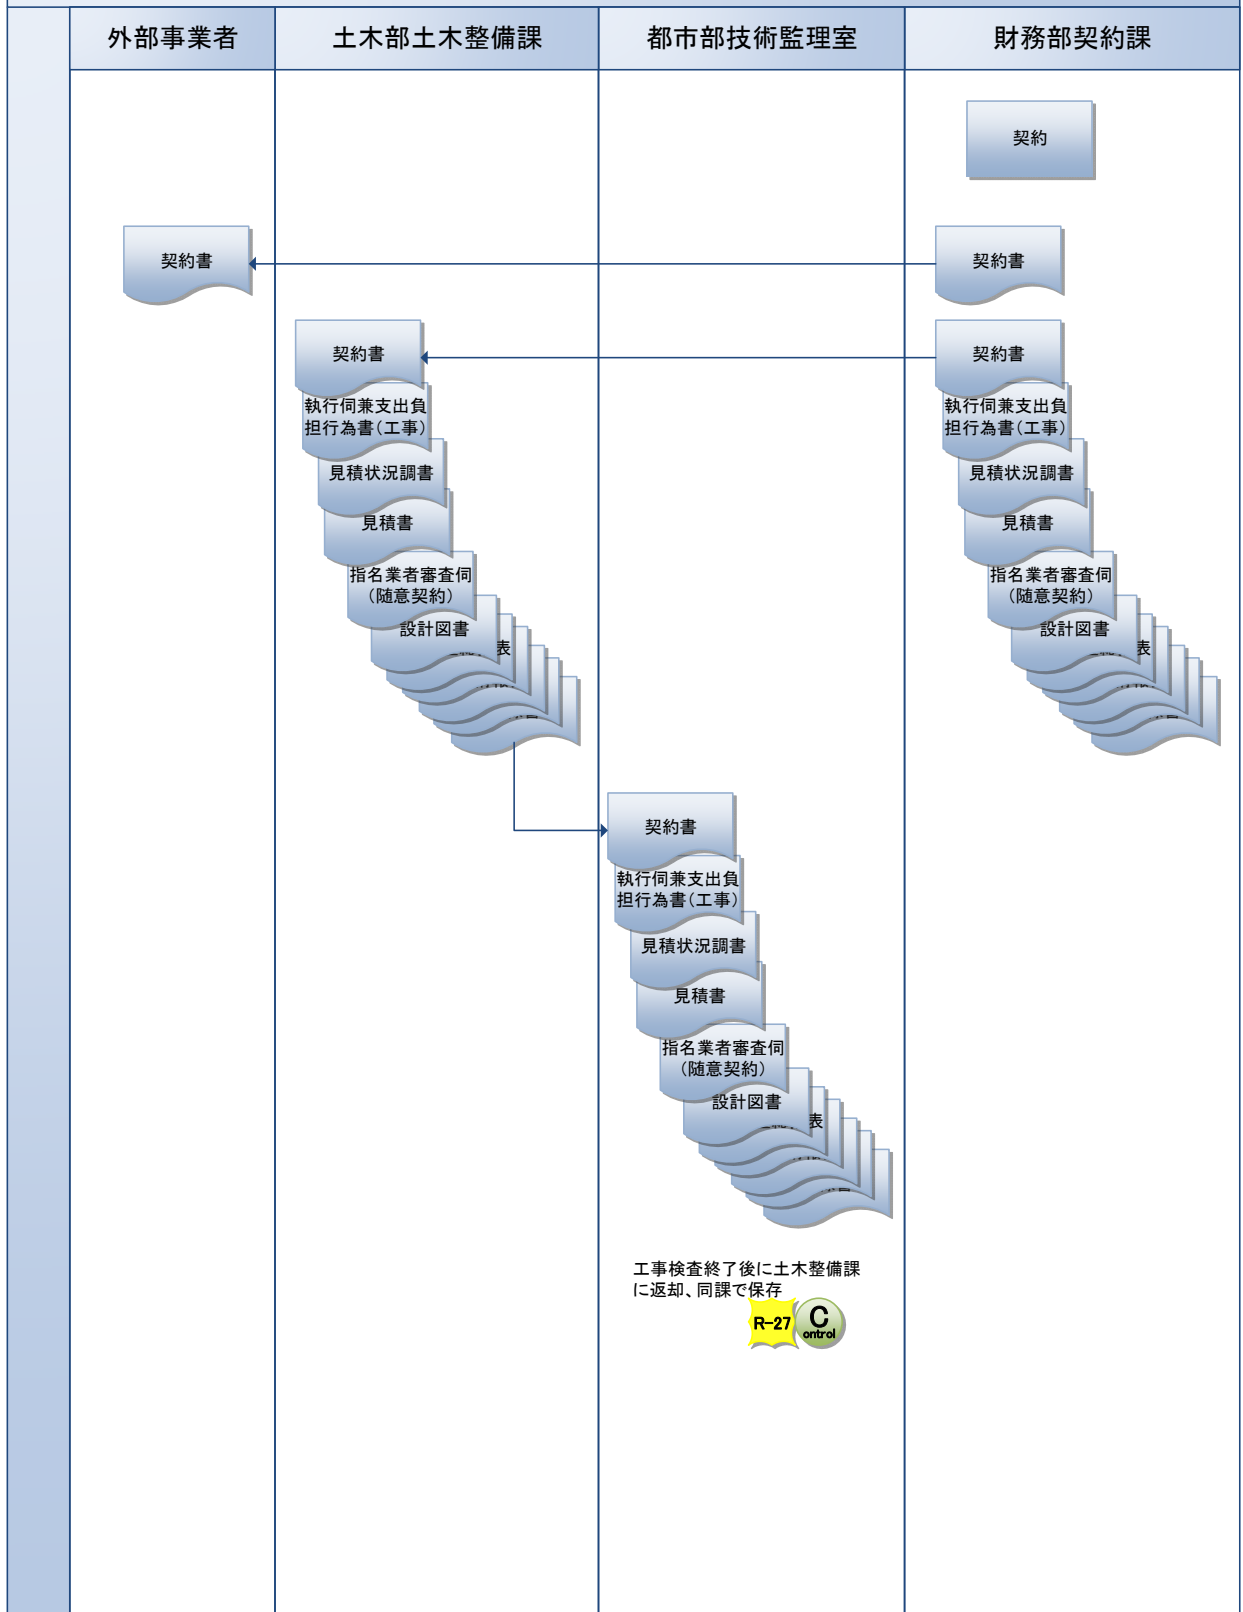 外部事業者
土木部土木整備課
都市部技術監理室
財務部契約課
契約
契約書
契約書
契約書
執行伺兼支出負
担行為書(工事)
見積状況調書
見積書
指名業者審査伺
(随意契約)
設計図書
表
契約書
執行伺兼支出負
担行為書(工事)
見積状況調書
見積書
指名業者審査伺
(随意契約)
設計図書
表
契約書
執行伺兼支出負
担行為書(工事)
見積状況調書
見積書
指名業者審査伺
(随意契約)
設計図書
表
工事検査終了後に土木整備課
に返却、同課で保存
R-27
C
ontrol